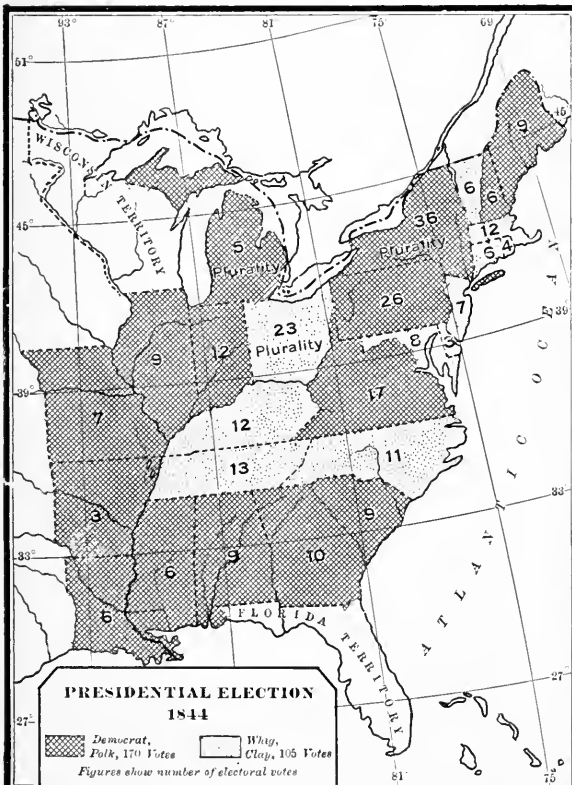 93° 87° 81° 75° 69°
51°
45
9
WISCONSIN TERRITORY
6 6
36
Plurality
12
6 4
45°
5
Plurality
26
7
39
23
Plurality
8
3
9
12
17
39°
7
12
13
11
33°
3
9
33°
6
9
10
6
FLORIDA TERRITORY
ATLANTIC OCEAN
27°
27°
PRESIDENTIAL ELECTION
1844
Democrat,
Polk, 170 Votes
Whig,
Clay, 105 Votes
Figures show number of electoral votes
81° 75°